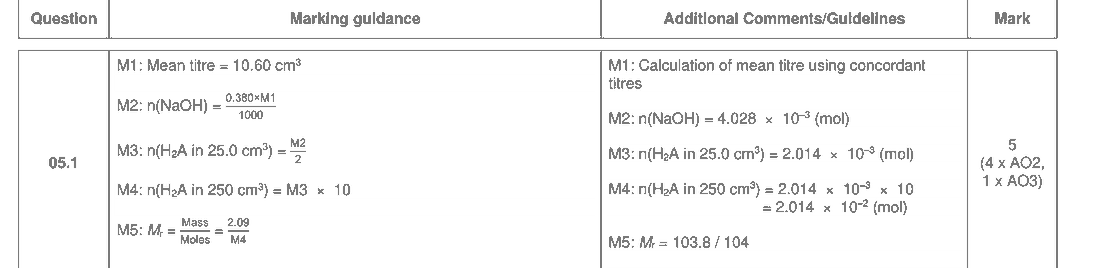 Question Marking guidance Additional Comments/Guidelines Mark
05.1
M1: Mean titre = 10.60 cm³
M2: n(NaOH) = 0.380×M1 / 1000
M3: n(H₂A in 25.0 cm³) = M2 / 2
M4: n(H₂A in 250 cm³) = M3 × 10
M5: Mᵣ = Mass / Moles = 2.09 / M4
M1: Calculation of mean titre using concordant
titres
M2: n(NaOH) = 4.028 × 10⁻³ (mol)
M3: n(H₂A in 25.0 cm³) = 2.014 × 10⁻³ (mol)
M4: n(H₂A in 250 cm³) = 2.014 × 10⁻³ × 10
= 2.014 × 10⁻² (mol)
M5: Mᵣ = 103.8 / 104
5
(4 x AO2,
1 x AO3)